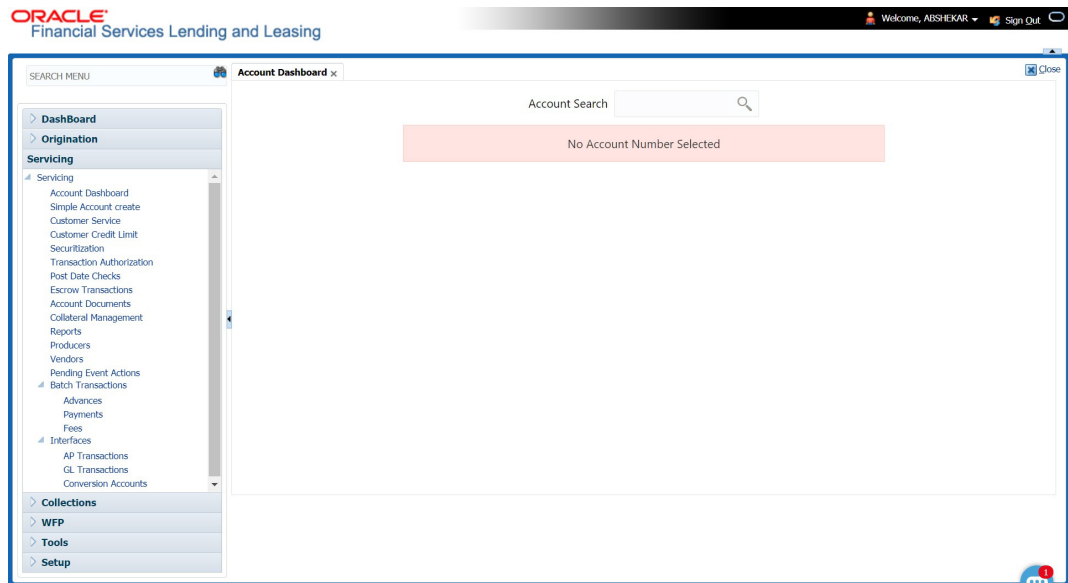 ORACLE
Financial Services Lending and Leasing
Welcome, ABSHEKAR
Sign Out
SEARCH MENU
Account Dashboard ×
Close
Account Search
No Account Number Selected
DashBoard
Origination
Servicing
Servicing
Account Dashboard
Simple Account create
Customer Service
Customer Credit Limit
Securitization
Transaction Authorization
Post Date Checks
Escrow Transactions
Account Documents
Collateral Management
Reports
Producers
Vendors
Pending Event Actions
Batch Transactions
Advances
Payments
Fees
Interfaces
AP Transactions
GL Transactions
Conversion Accounts
Collections
WFP
Tools
Setup
1